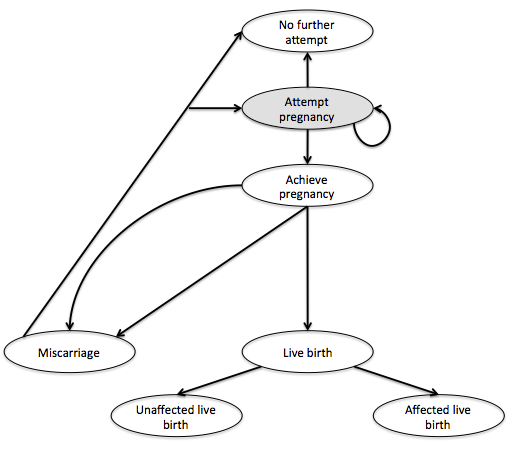 No further
attempt
Attempt
pregnancy
Achieve
pregnancy
Miscarriage
Live birth
Unaffected live
birth
Affected live
birth